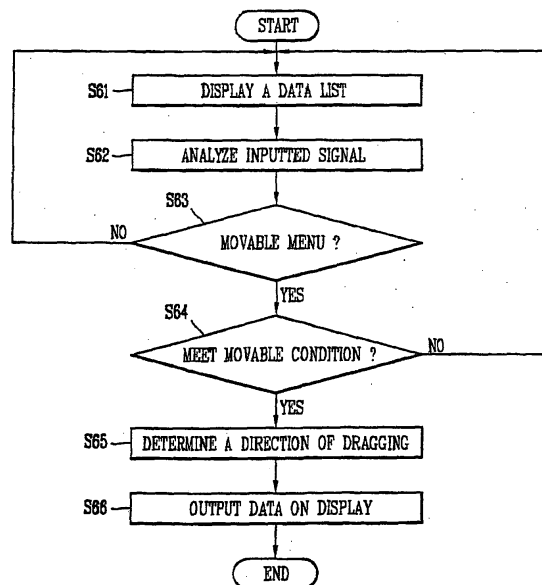 START
S61
DISPLAY A DATA LIST
S62
ANALYZE INPUTTED SIGNAL
S63
NO
MOVABLE MENU ?
YES
S64
MEET MOVABLE CONDITION ?
NO
YES
S65
DETERMINE A DIRECTION OF DRAGGING
S66
OUTPUT DATA ON DISPLAY
END